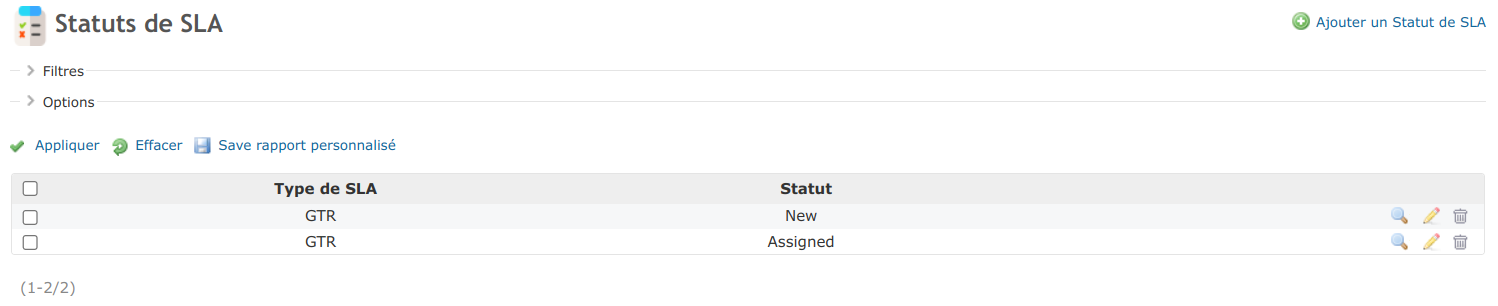 Statuts de SLA
Ajouter un Statut de SLA
Filtres
Options
Appliquer Effacer Save rapport personnalisé
Type de SLA Statut
GTR New
GTR Assigned
(1-2/2)